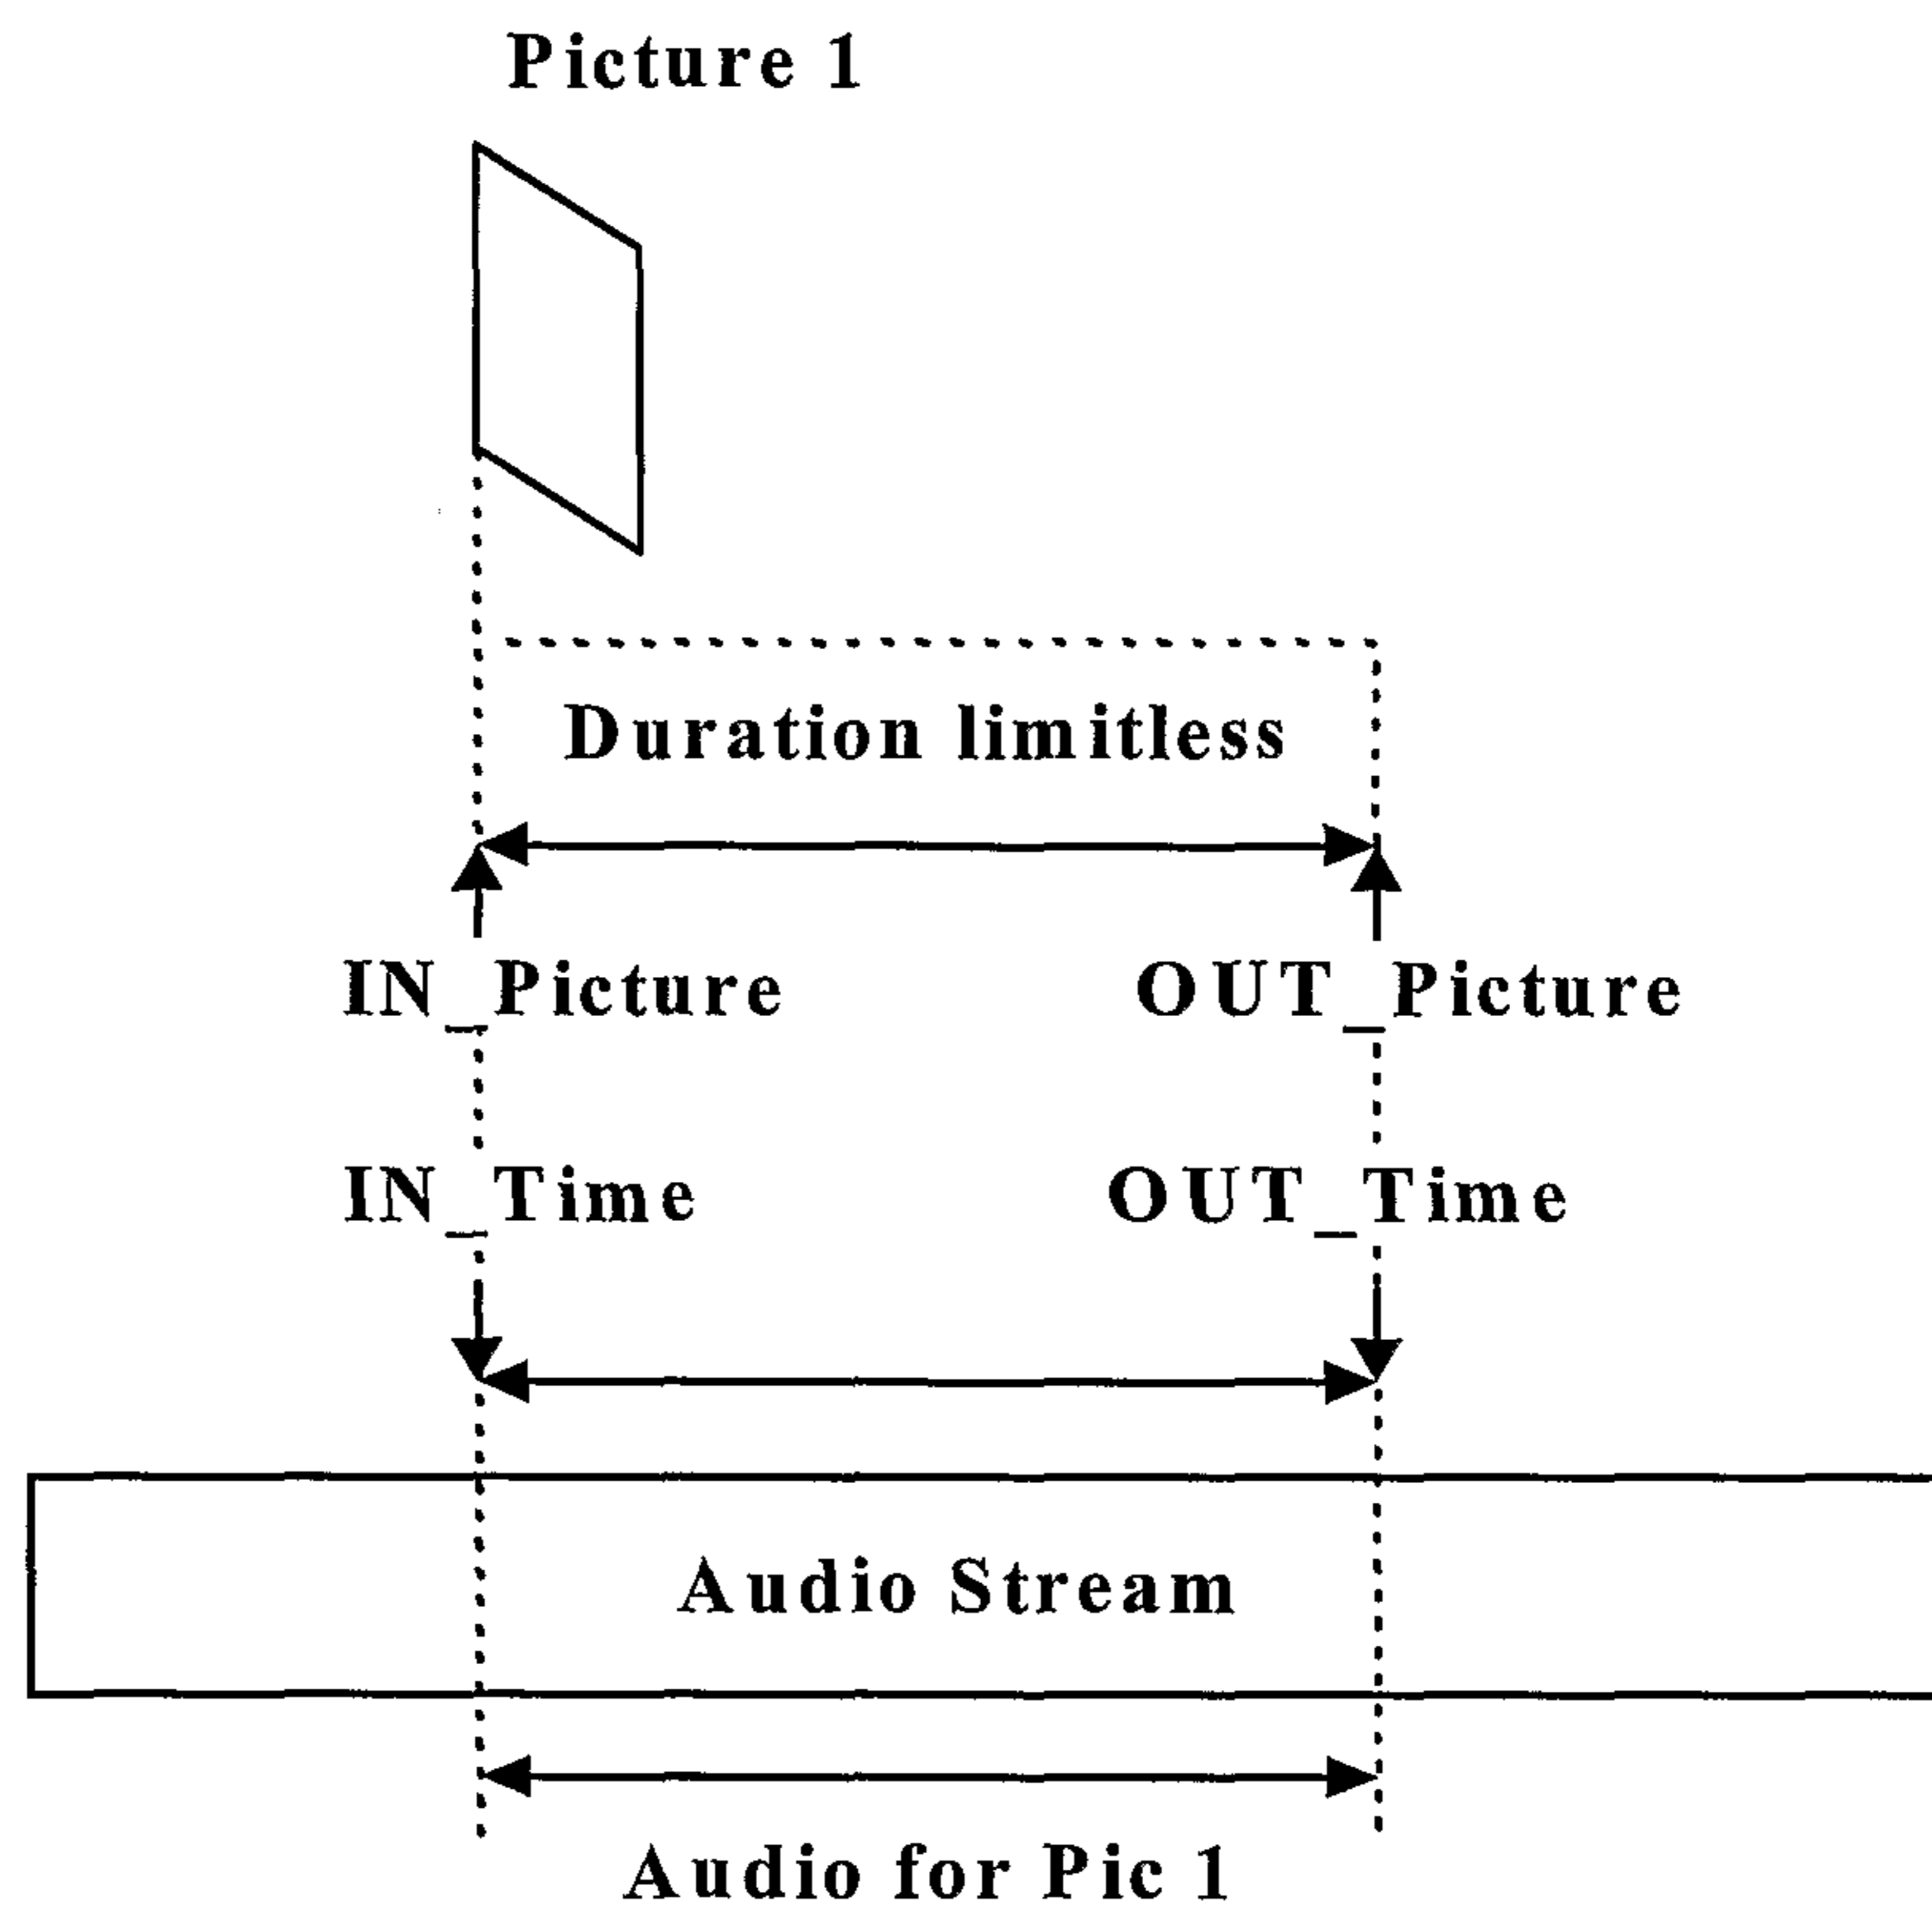 Picture 1
Duration limitless
IN_Picture OUT_Picture
IN_Time OUT_Time
Audio Stream
Audio for Pic 1